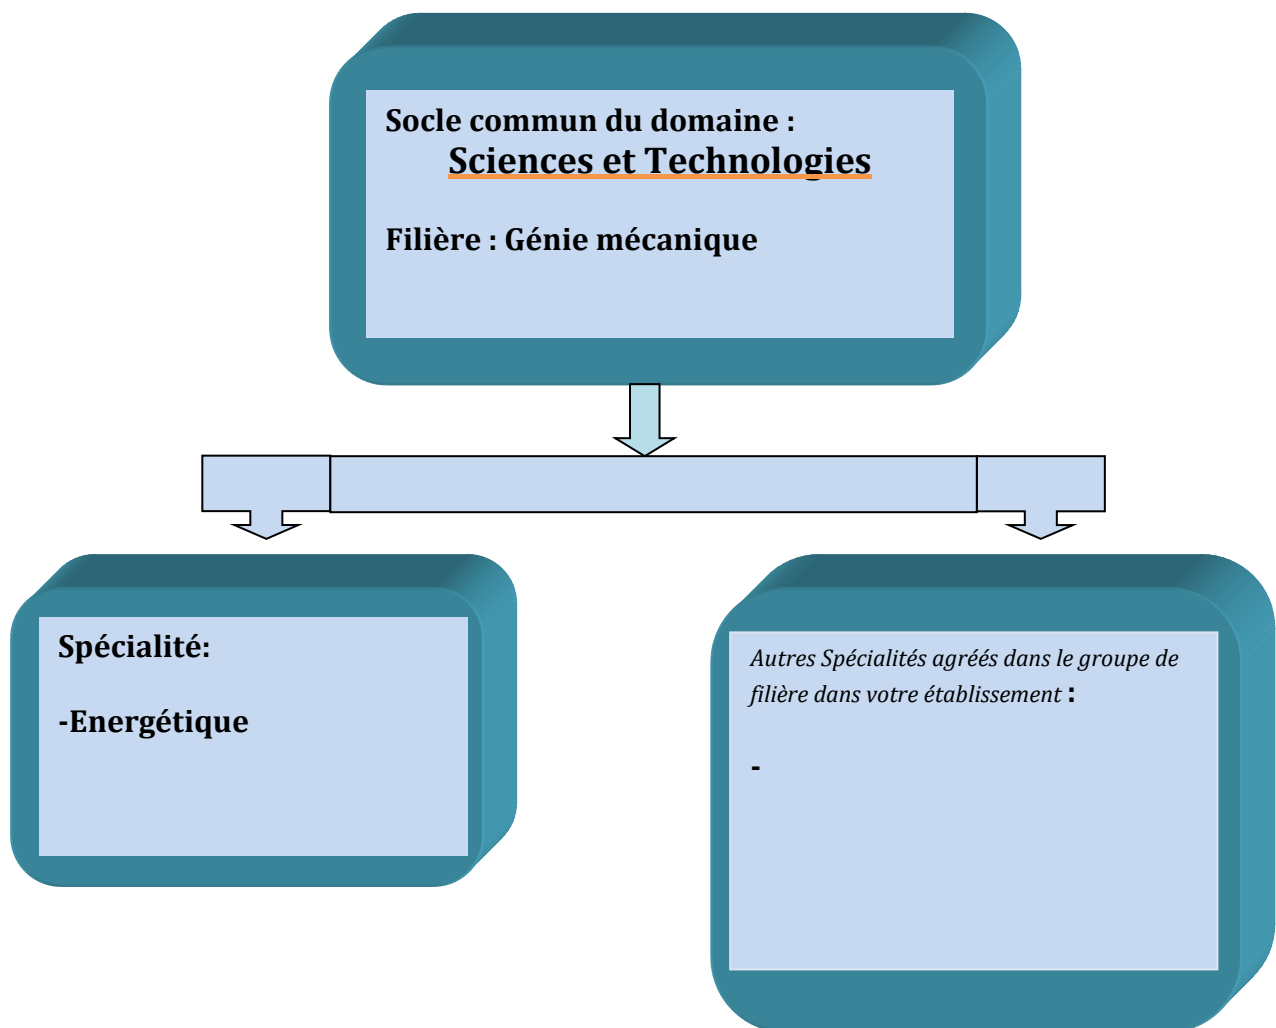 Socle commun du domaine :
Sciences et Technologies
Filière : Génie mécanique
Spécialité:
-Energétique
Autres Spécialités agréés dans le groupe de
filière dans votre établissement :
-